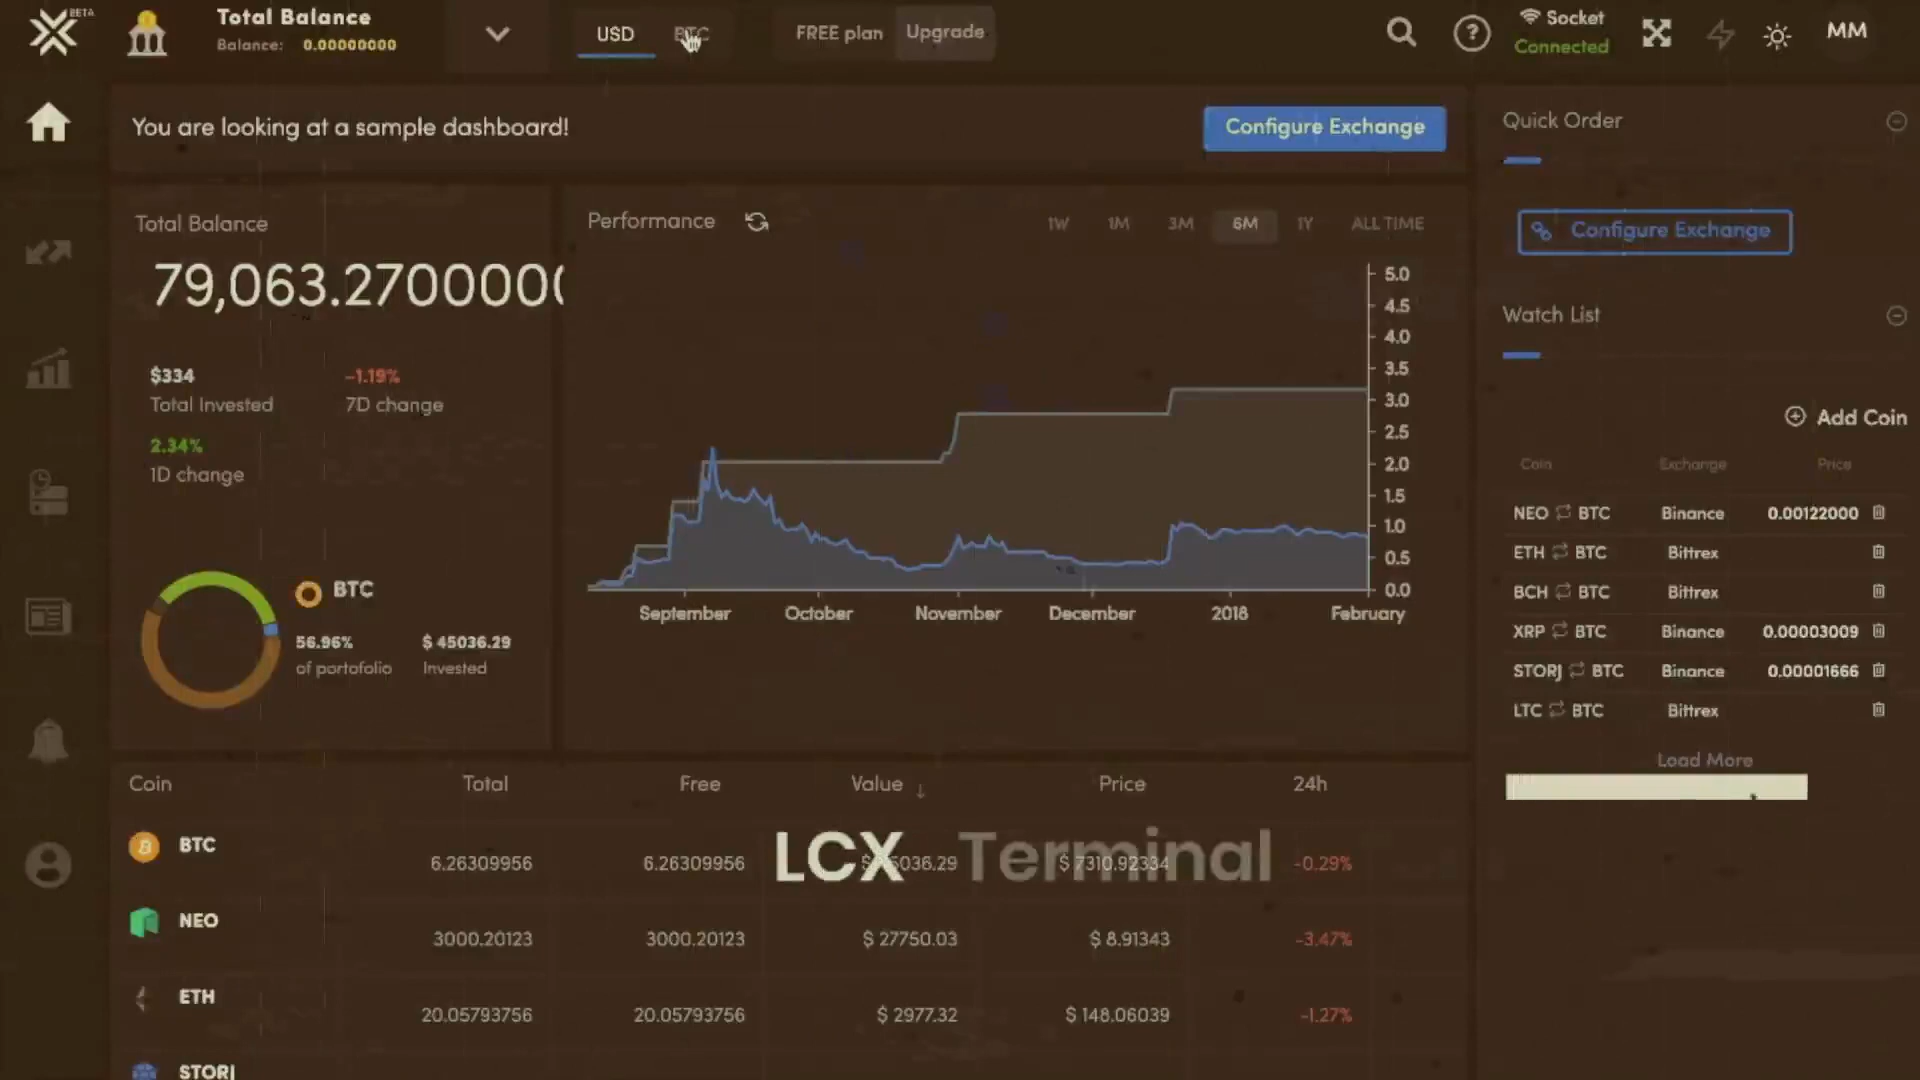 BETA
Total Balance
Balance: 0.00000000
USD
BTC
FREE plan
Upgrade
Socket
Connected
MM
You are looking at a sample dashboard!
Configure Exchange
Quick Order
Configure Exchange
Total Balance
79,063.2700000
$334
Total Invested
-1.19%
7D change
2.34%
1D change
BTC
56.96%
of portofolio
$ 45036.29
Invested
Performance
1W 1M 3M 6M 1Y ALL TIME
5.0
4.5
4.0
3.5
3.0
2.5
2.0
1.5
1.0
0.5
0.0
September October November December 2018 February
Watch List
Add Coin
Coin Exchange Price
NEO BTC Binance 0.00122000
ETH BTC Bittrex
BCH BTC Bittrex
XRP BTC Binance 0.00003009
STORJ BTC Binance 0.00001666
LTC BTC Bittrex
Load More
Coin Total Free Value ↓ Price 24h
BTC 6.26309956 6.26309956 $ 7310.92334 -0.29%
LCX Terminal
NEO 3000.20123 3000.20123 $ 27750.03 $ 8.91343 -3.47%
ETH 20.05793756 20.05793756 $ 2977.32 $ 148.06039 -1.27%
STORJ